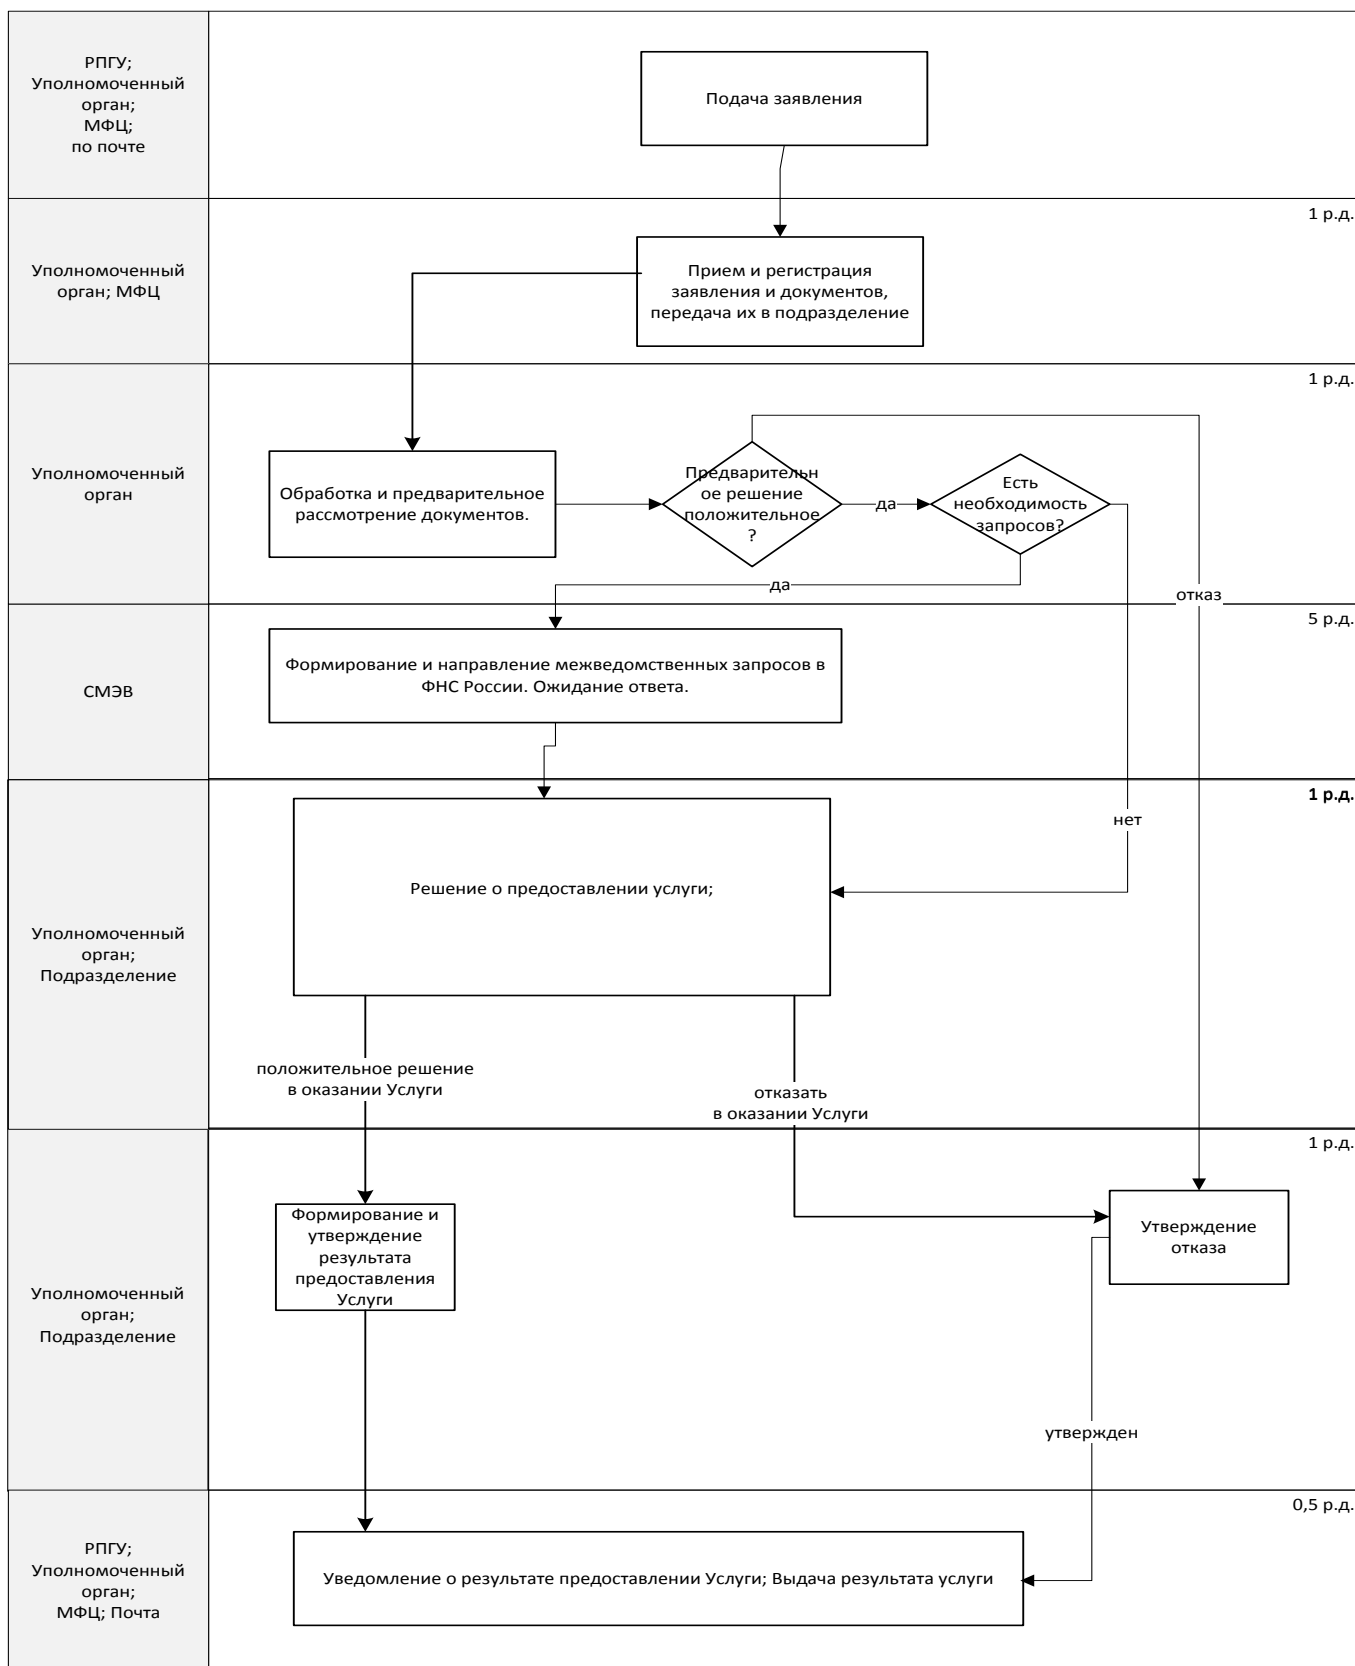 РПГУ;
Уполномоченный
орган;
МФЦ;
по почте
Подача заявления
1 р.д.
Уполномоченный
орган; МФЦ
Прием и регистрация
заявления и документов,
передача их в подразделение
1 р.д.
Уполномоченный
орган
Обработка и предварительное
рассмотрение документов.
Предварительн
ое решение
положительное
?
да
Есть
необходимость
запросов?
да
отказ
5 р.д.
СМЭВ
Формирование и направление межведомственных запросов в
ФНС России. Ожидание ответа.
1 р.д.
нет
Уполномоченный
орган;
Подразделение
Решение о предоставлении услуги;
положительное решение
в оказании Услуги
отказать
в оказании Услуги
1 р.д.
Уполномоченный
орган;
Подразделение
Формирование и
утверждение
результата
предоставления
Услуги
Утверждение
отказа
утвержден
0,5 р.д.
РПГУ;
Уполномоченный
орган;
МФЦ; Почта
Уведомление о результате предоставлении Услуги; Выдача результата услуги